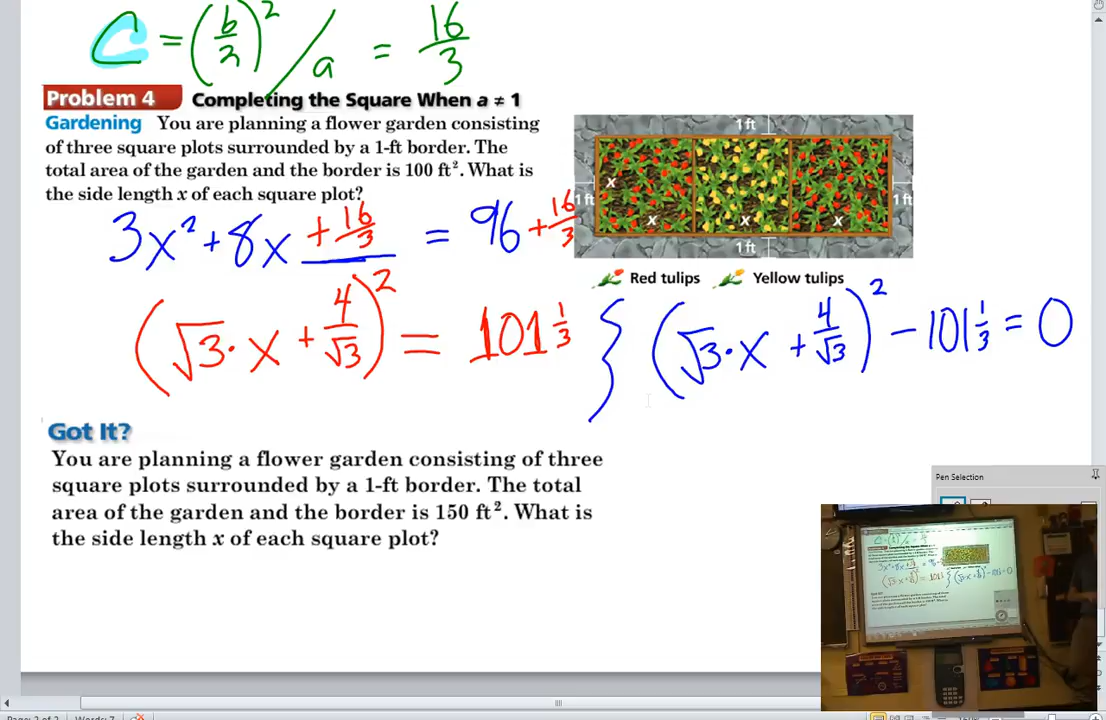 C = (b/2)²/a = 16/3
Problem 4 Completing the Square When a ≠ 1
Gardening You are planning a flower garden consisting
of three square plots surrounded by a 1-ft border. The
total area of the garden and the border is 100 ft². What is
the side length x of each square plot?
1 ft
x
1 ft
1 ft
x x x
1 ft
Red tulips Yellow tulips
3x² + 8x + 16/3 = 96 + 16/3
(√3·x + 4/√3)² = 101 1/3 } (√3·x + 4/√3)² − 101 1/3 = 0
Got It?
You are planning a flower garden consisting of three
square plots surrounded by a 1-ft border. The total
area of the garden and the border is 150 ft². What is
the side length x of each square plot?
Pen Selection